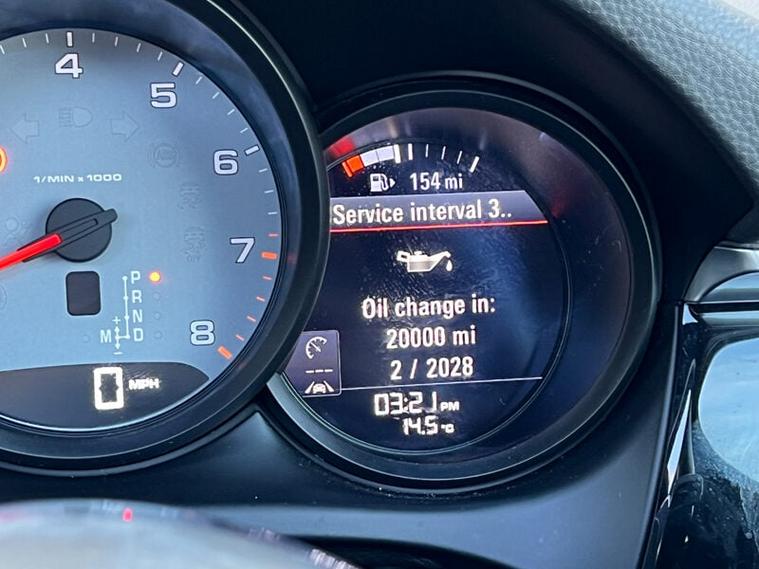 4
5
6
7
8
1/MIN x 1000
P
R
N
M D
+
-
0 MPH
154 mi
Service interval 3..
Oil change in:
20000 mi
2 / 2028
---
03:21 PM
14.5 °C